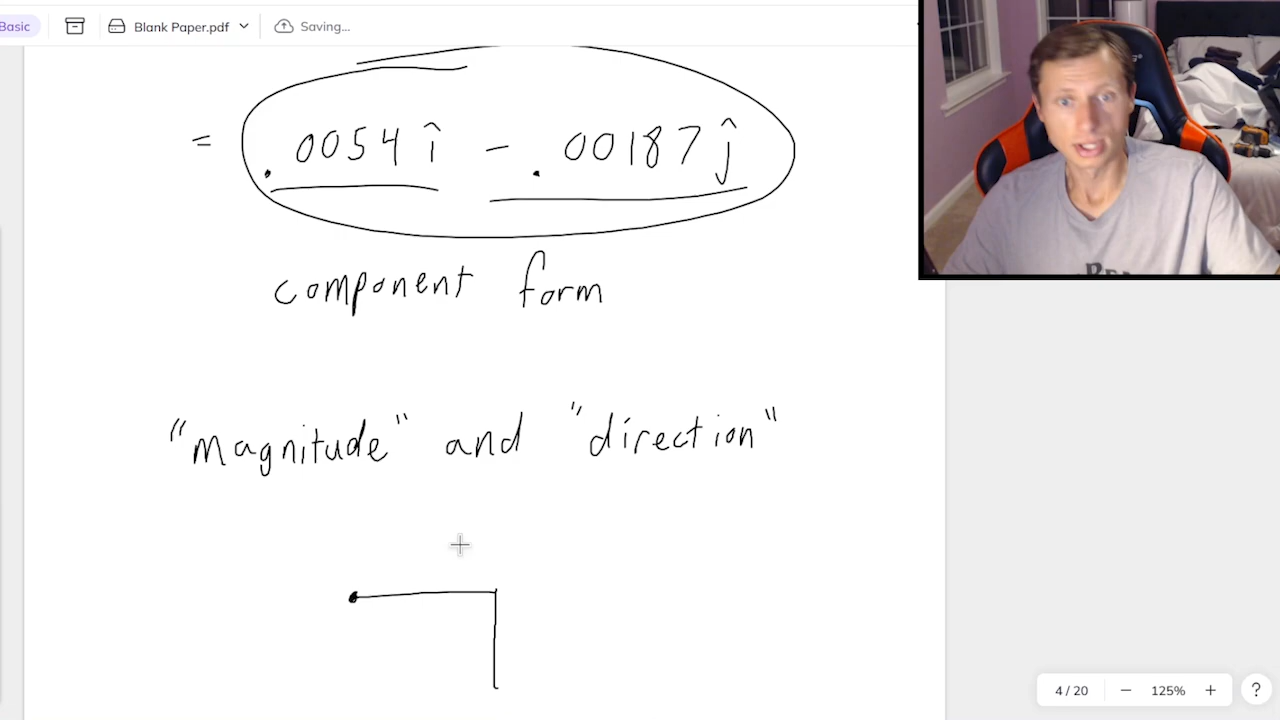 Basic
Blank Paper.pdf
Saving...
= .0054 î - .00187 ĵ
component form
"magnitude" and "direction"
4 / 20
125%
?